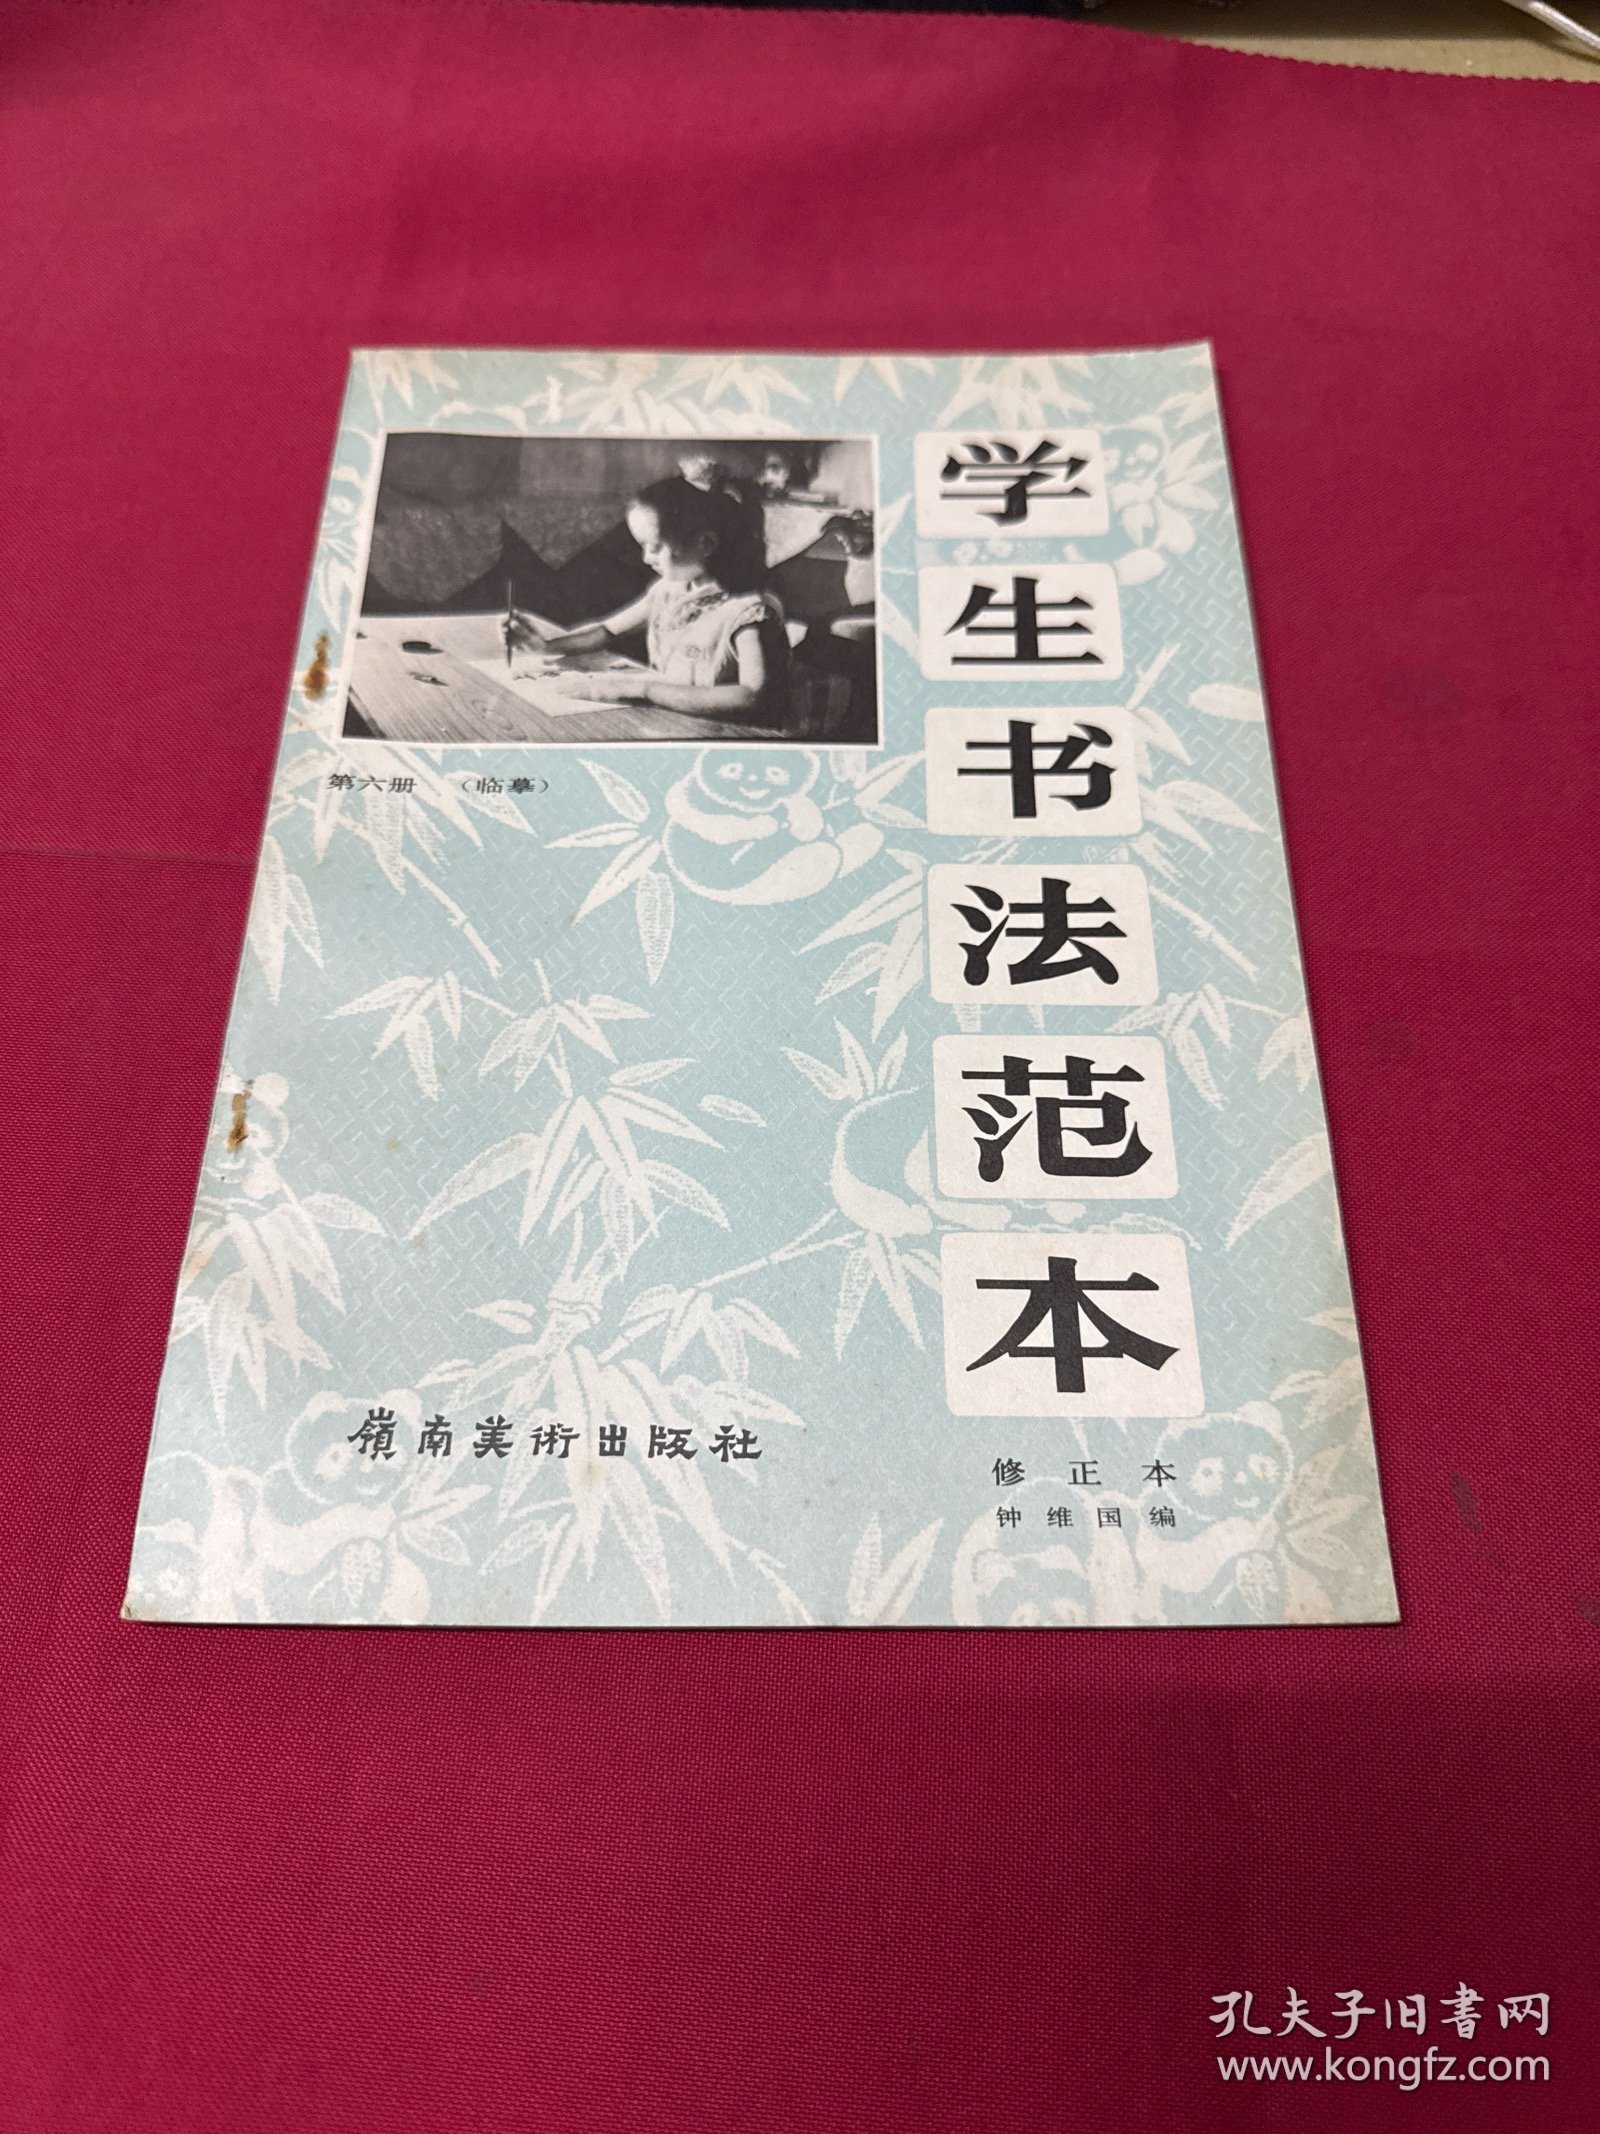 学生书法范本
第六册 （临摹）
嶺南美術出版社
修正本
钟维国编
孔夫子旧书网
www.kongfz.com